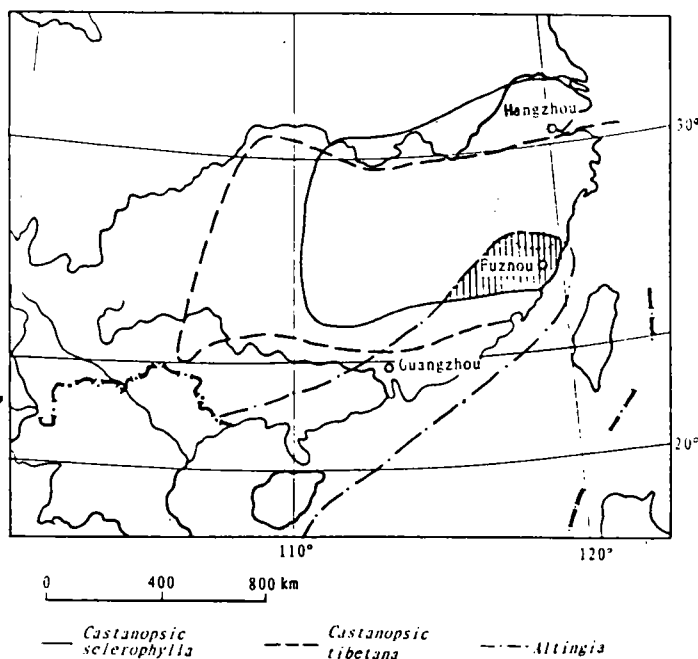 Hangzhou
30°
Fuznou
Guangzhou
20°
110°
120°
0 400 800 km
Castanopsic
sclerophylla
Castanopsic
tibetana
Altingia